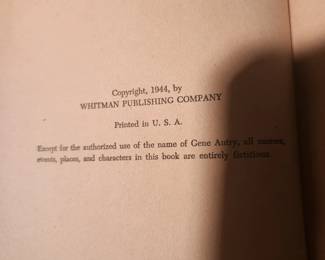 Copyright, 1944, by
WHITMAN PUBLISHING COMPANY
Printed in U. S. A.
Except for the authorized use of the name of Gene Autry, all names,
events, places, and characters in this book are entirely fictitious.